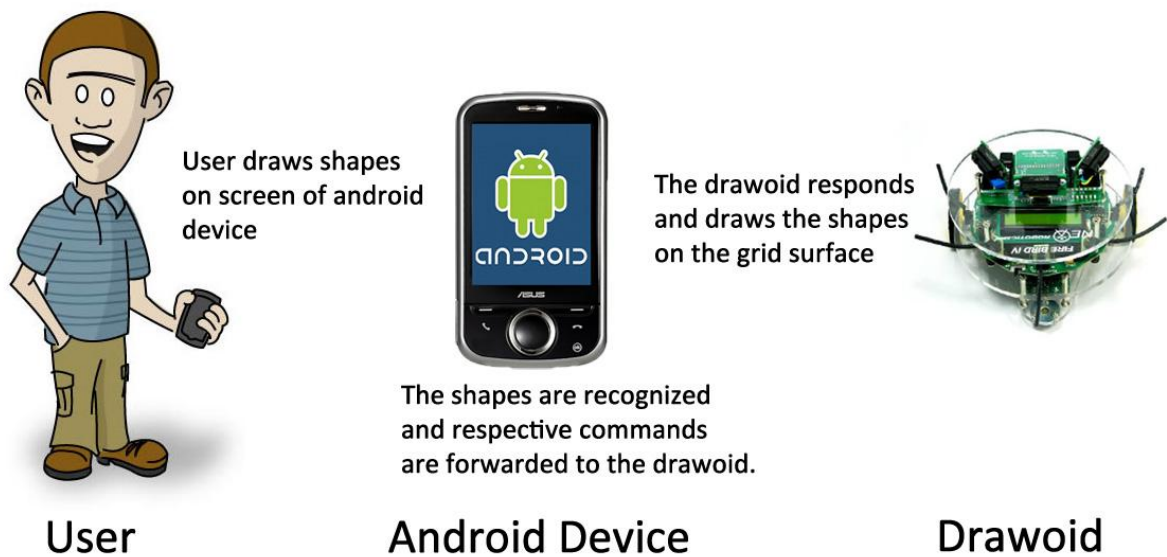 User draws shapes
on screen of android
device
ANDROID
ASUS
The shapes are recognized
and respective commands
are forwarded to the drawoid.
The drawoid responds
and draws the shapes
on the grid surface
FIRE BIRD IV
User
Android Device
Drawoid